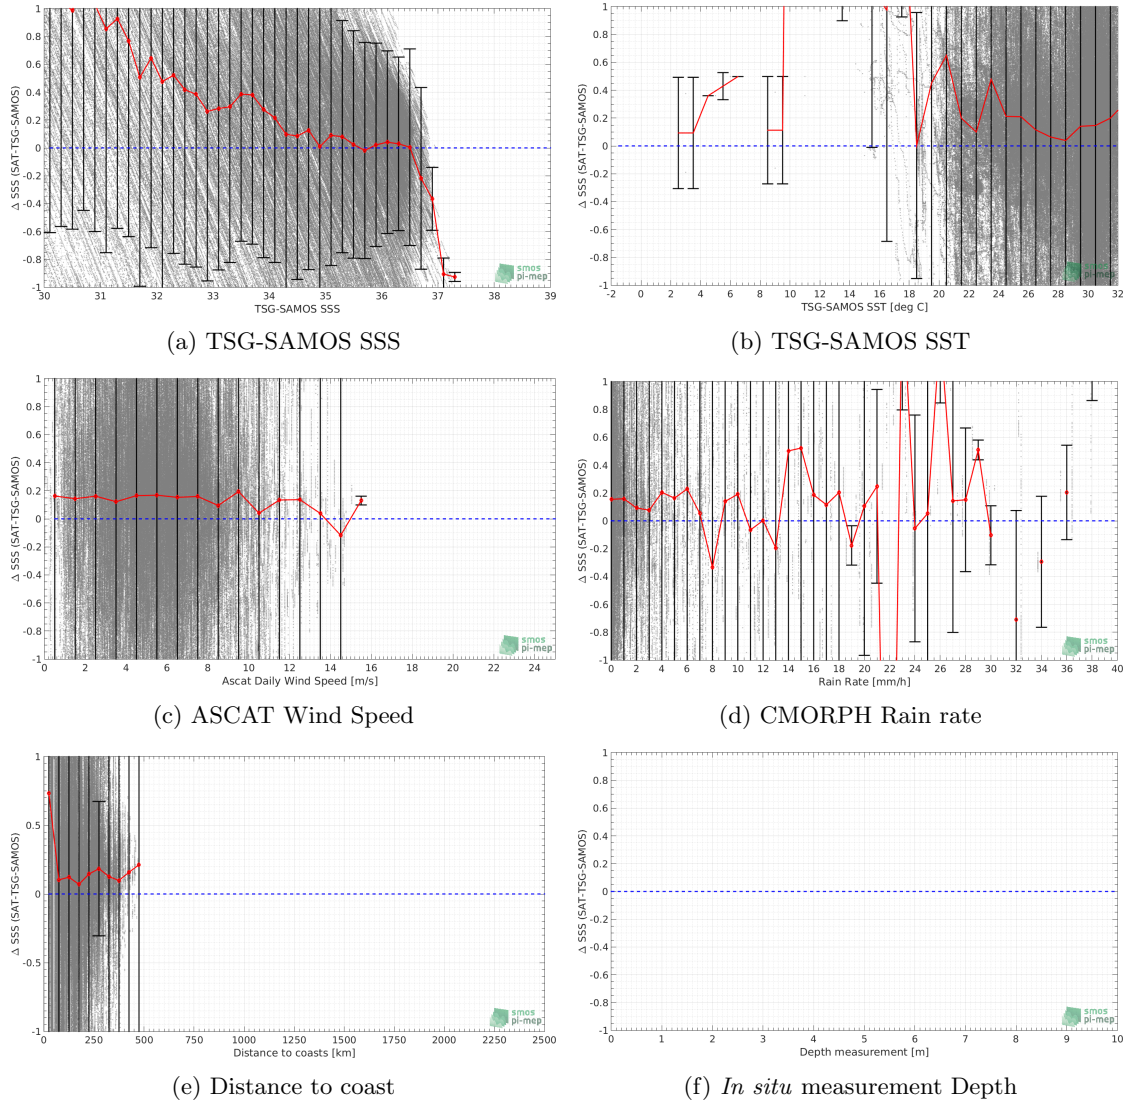 1
0.8
0.6
0.4
0.2
0
-0.2
-0.4
-0.6
-0.8
-1
Δ SSS (SAT-TSG-SAMOS)
30 31 32 33 34 35 36 37 38 39
TSG-SAMOS SSS
smos
pi-mep
(a) TSG-SAMOS SSS
1
0.8
0.6
0.4
0.2
0
-0.2
-0.4
-0.6
-0.8
-1
Δ SSS (SAT-TSG-SAMOS)
-2 0 2 4 6 8 10 12 14 16 18 20 22 24 26 28 30 32
TSG-SAMOS SST [deg C]
smos
pi-mep
(b) TSG-SAMOS SST
1
0.8
0.6
0.4
0.2
0
-0.2
-0.4
-0.6
-0.8
-1
Δ SSS (SAT-TSG-SAMOS)
0 2 4 6 8 10 12 14 16 18 20 22 24
Ascat Daily Wind Speed [m/s]
smos
pi-mep
(c) ASCAT Wind Speed
1
0.8
0.6
0.4
0.2
0
-0.2
-0.4
-0.6
-0.8
-1
Δ SSS (SAT-TSG-SAMOS)
0 2 4 6 8 10 12 14 16 18 20 22 24 26 28 30 32 34 36 38 40
Rain Rate [mm/h]
smos
pi-mep
(d) CMORPH Rain rate
1
0.5
0
-0.5
-1
Δ SSS (SAT-TSG-SAMOS)
0 250 500 750 1000 1250 1500 1750 2000 2250 2500
Distance to coasts [km]
smos
pi-mep
(e) Distance to coast
1
0.8
0.6
0.4
0.2
0
-0.2
-0.4
-0.6
-0.8
-1
Δ SSS (SAT-TSG-SAMOS)
0 1 2 3 4 5 6 7 8 9 10
Depth measurement [m]
smos
pi-mep
(f) In situ measurement Depth